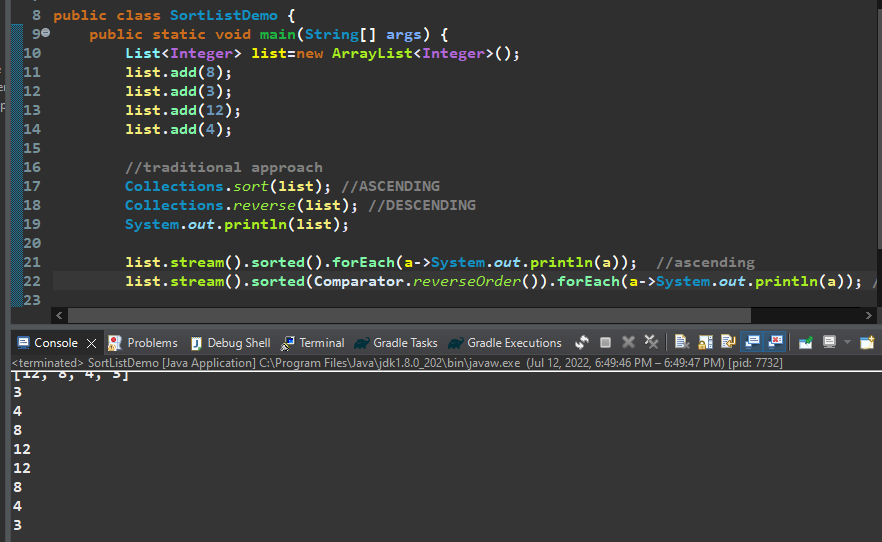 8 public class SortListDemo {
9 public static void main(String[] args) {
10 List<Integer> list=new ArrayList<Integer>();
11 list.add(8);
12 list.add(3);
13 list.add(12);
14 list.add(4);
15
16 //traditional approach
17 Collections.sort(list); //ASCENDING
18 Collections.reverse(list); //DESCENDING
19 System.out.println(list);
20
21 list.stream().sorted().forEach(a->System.out.println(a)); //ascending
22 list.stream().sorted(Comparator.reverseOrder()).forEach(a->System.out.println(a)); /
23
Console Problems Debug Shell Terminal Gradle Tasks Gradle Executions
<terminated> SortListDemo [Java Application] C:\Program Files\Java\jdk1.8.0_202\bin\javaw.exe (Jul 12, 2022, 6:49:46 PM – 6:49:47 PM) [pid: 7732]
[12, 8, 4, 3]
3
4
8
12
12
8
4
3